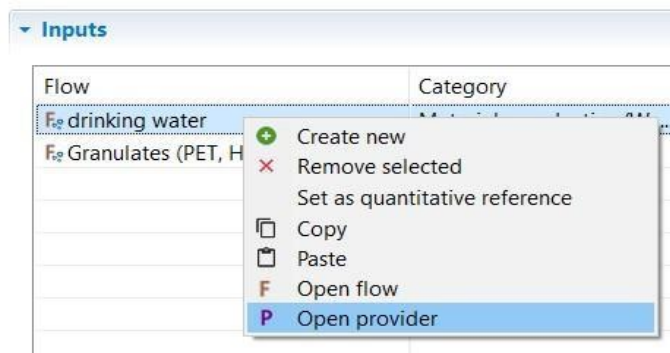 Inputs
Flow Category
drinking water
Granulates (PET, H
Create new
Remove selected
Set as quantitative reference
Copy
Paste
F Open flow
P Open provider